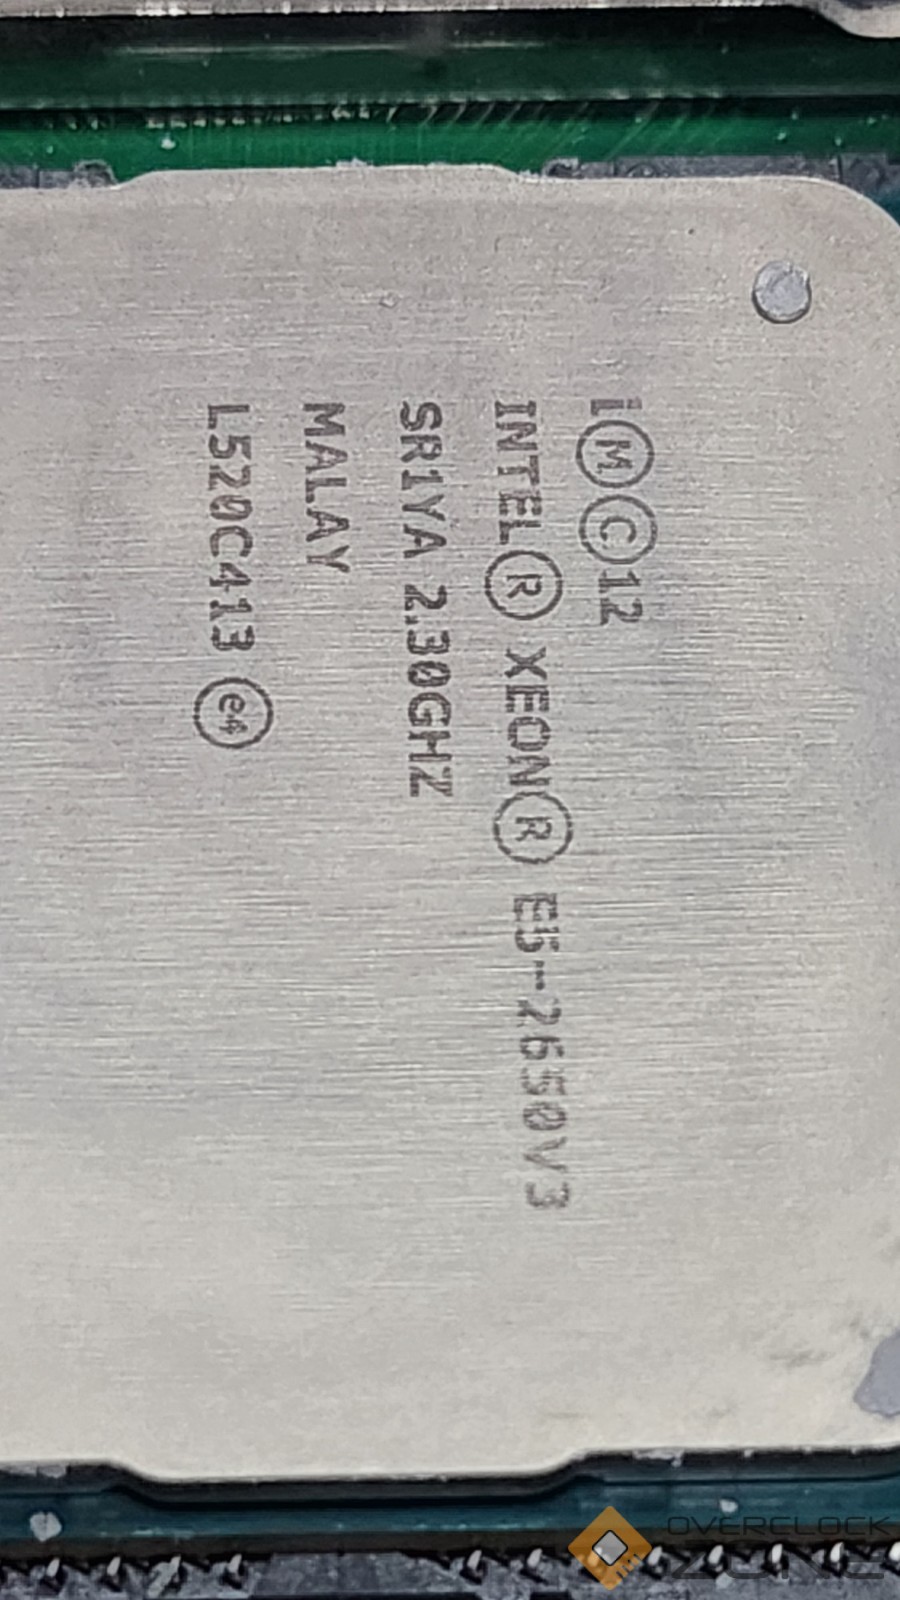 i Ⓜ Ⓒ 12
INTEL® XEON® E5-2650V3
SR1YA 2.30GHZ
MALAY
L520C413 e4
OVERCLOCK
ZONE